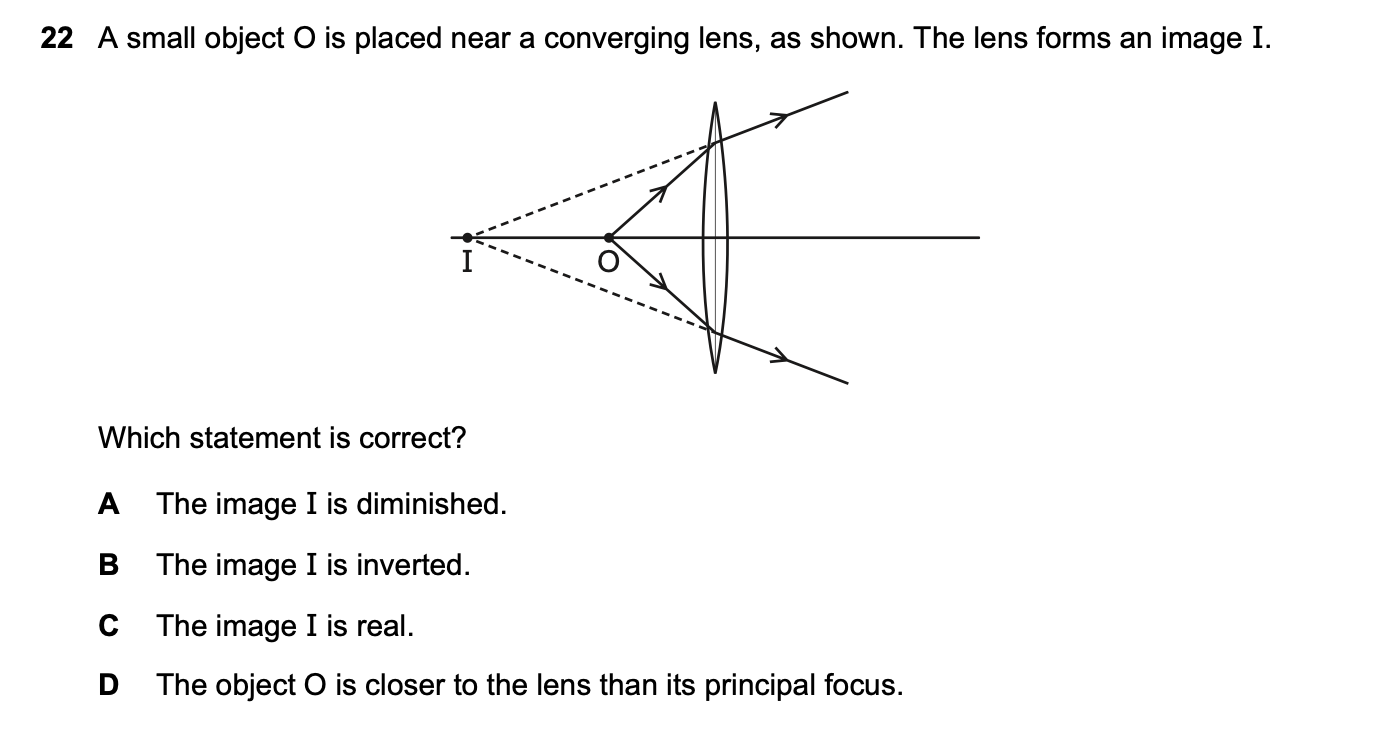 22 A small object O is placed near a converging lens, as shown. The lens forms an image I.
I
O
Which statement is correct?
A The image I is diminished.
B The image I is inverted.
C The image I is real.
D The object O is closer to the lens than its principal focus.